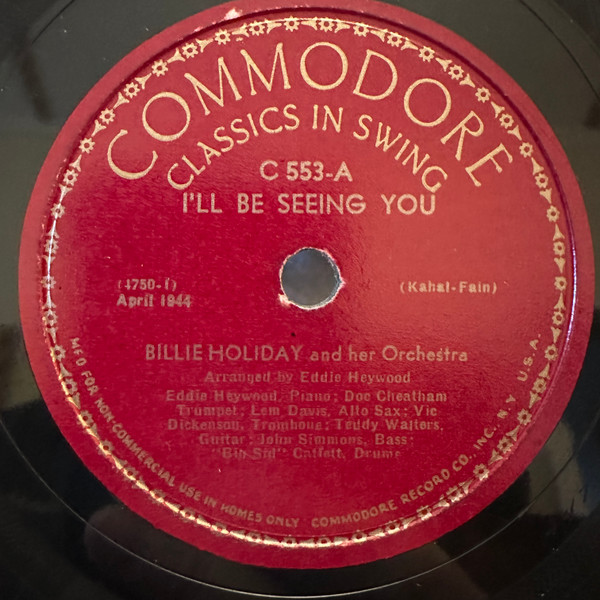 COMMODORE
CLASSICS IN SWING
C 553-A
I'LL BE SEEING YOU
(4750-1)
April 1944
(Kahal-Fain)
BILLIE HOLIDAY and her Orchestra
Arranged by Eddie Heywood
Eddie Heywood, Piano; Doc Cheatham
Trumpet; Lem Davis, Alto Sax; Vic
Dickenson, Trombone; Teddy Walters,
Guitar; John Simmons, Bass;
"Big Sid" Catlett, Drums
MFD FOR NON-COMMERCIAL USE IN HOMES ONLY COMMODORE RECORD CO. INC. N.Y. U.S.A.